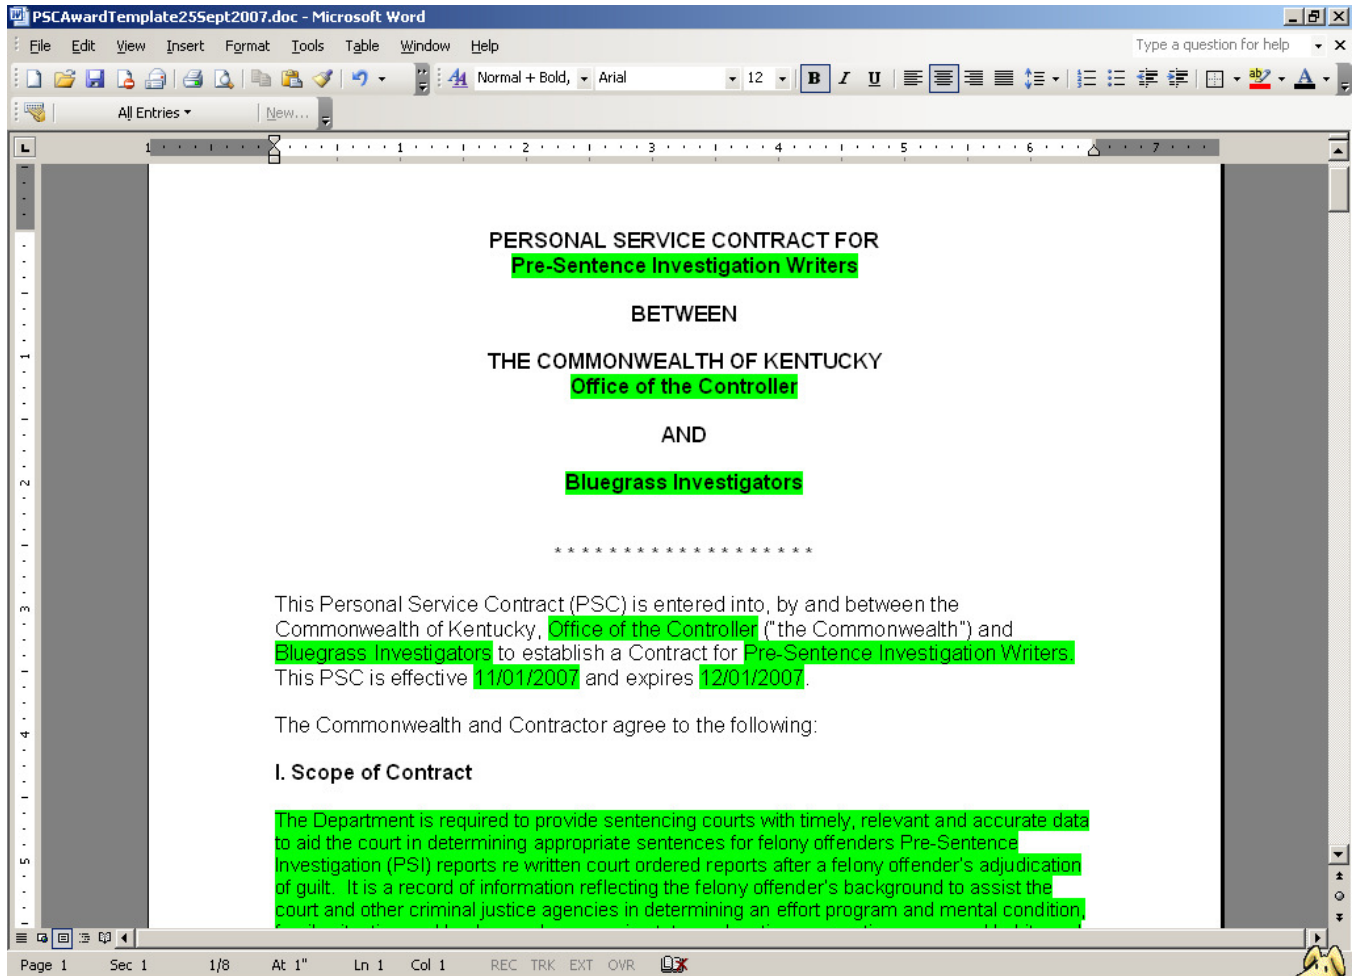 PSCAwardTemplate25Sept2007.doc - Microsoft Word
File Edit View Insert Format Tools Table Window Help Type a question for help
Normal + Bold, Arial 12 B I U
All Entries New...
1 1 2 3 4 5 6 7
PERSONAL SERVICE CONTRACT FOR
Pre-Sentence Investigation Writers
BETWEEN
THE COMMONWEALTH OF KENTUCKY
Office of the Controller
AND
Bluegrass Investigators
* * * * * * * * * * * * * * * * * * *
This Personal Service Contract (PSC) is entered into, by and between the
Commonwealth of Kentucky, Office of the Controller ("the Commonwealth") and
Bluegrass Investigators to establish a Contract for Pre-Sentence Investigation Writers.
This PSC is effective 11/01/2007 and expires 12/01/2007.
The Commonwealth and Contractor agree to the following:
I. Scope of Contract
The Department is required to provide sentencing courts with timely, relevant and accurate data
to aid the court in determining appropriate sentences for felony offenders Pre-Sentence
Investigation (PSI) reports re written court ordered reports after a felony offender's adjudication
of guilt. It is a record of information reflecting the felony offender's background to assist the
court and other criminal justice agencies in determining an effort program and mental condition,
Page 1 Sec 1 1/8 At 1" Ln 1 Col 1 REC TRK EXT OVR